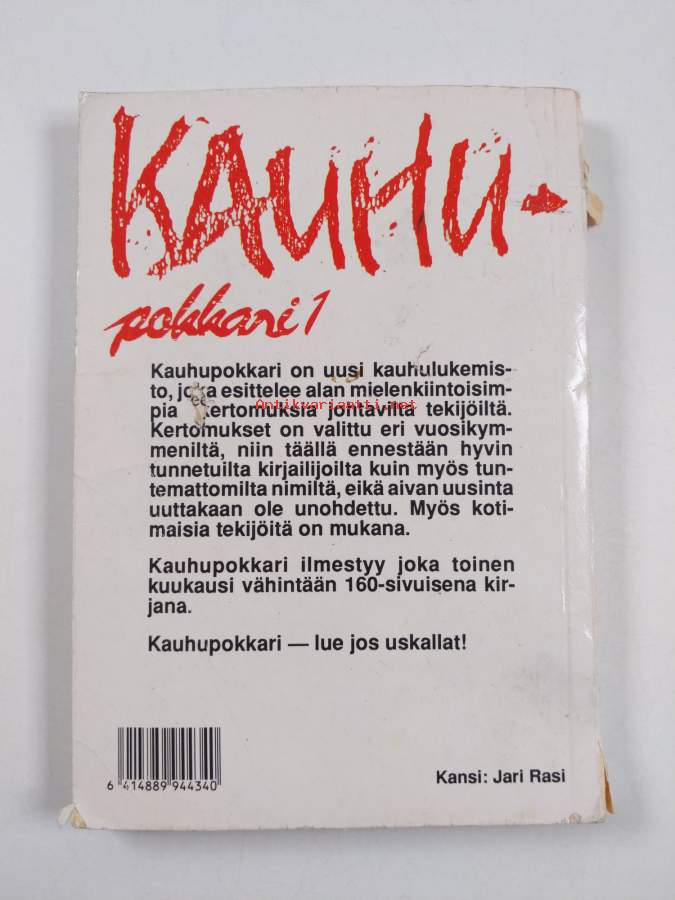 KAUHU-
pokkari 1
Kauhupokkari on uusi kauhulukemis-
to, joka esittelee alan mielenkiintoisim-
pia kertomuksia johtavilta tekijöiltä.
Antikvariantti.net
Kertomukset on valittu eri vuosikym-
meniltä, niin täällä ennestään hyvin
tunnetuilta kirjailijoilta kuin myös tun-
temattomilta nimiltä, eikä aivan uusinta
uuttakaan ole unohdettu. Myös koti-
maisia tekijöitä on mukana.
Kauhupokkari ilmestyy joka toinen
kuukausi vähintään 160-sivuisena kir-
jana.
Kauhupokkari — lue jos uskallat!
6 414889 944340
Kansi: Jari Rasi